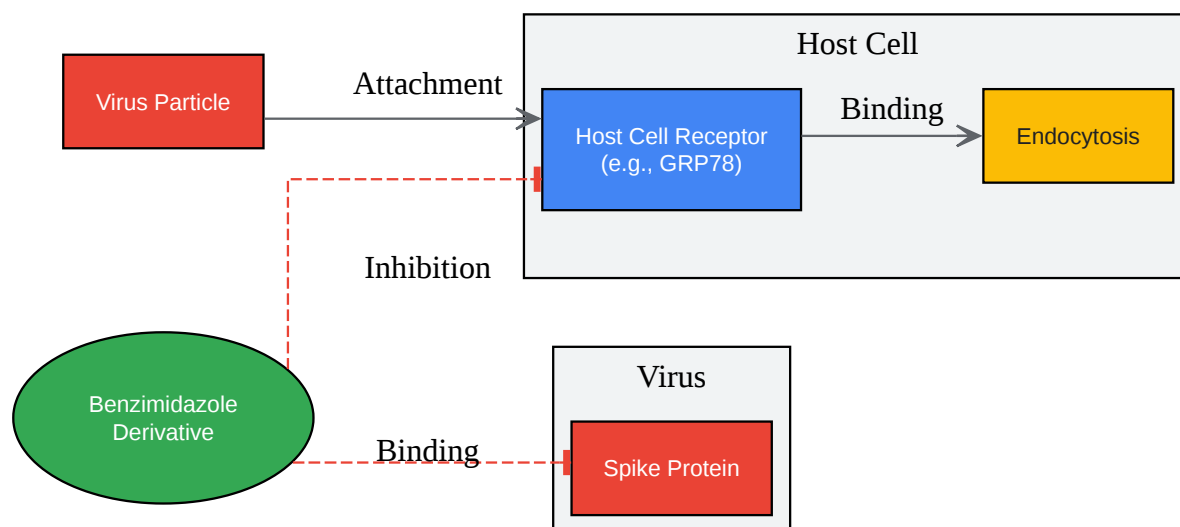 Host Cell
Virus Particle
Attachment
Host Cell Receptor
(e.g., GRP78)
Binding
Endocytosis
Inhibition
Benzimidazole
Derivative
Binding
Virus
Spike Protein